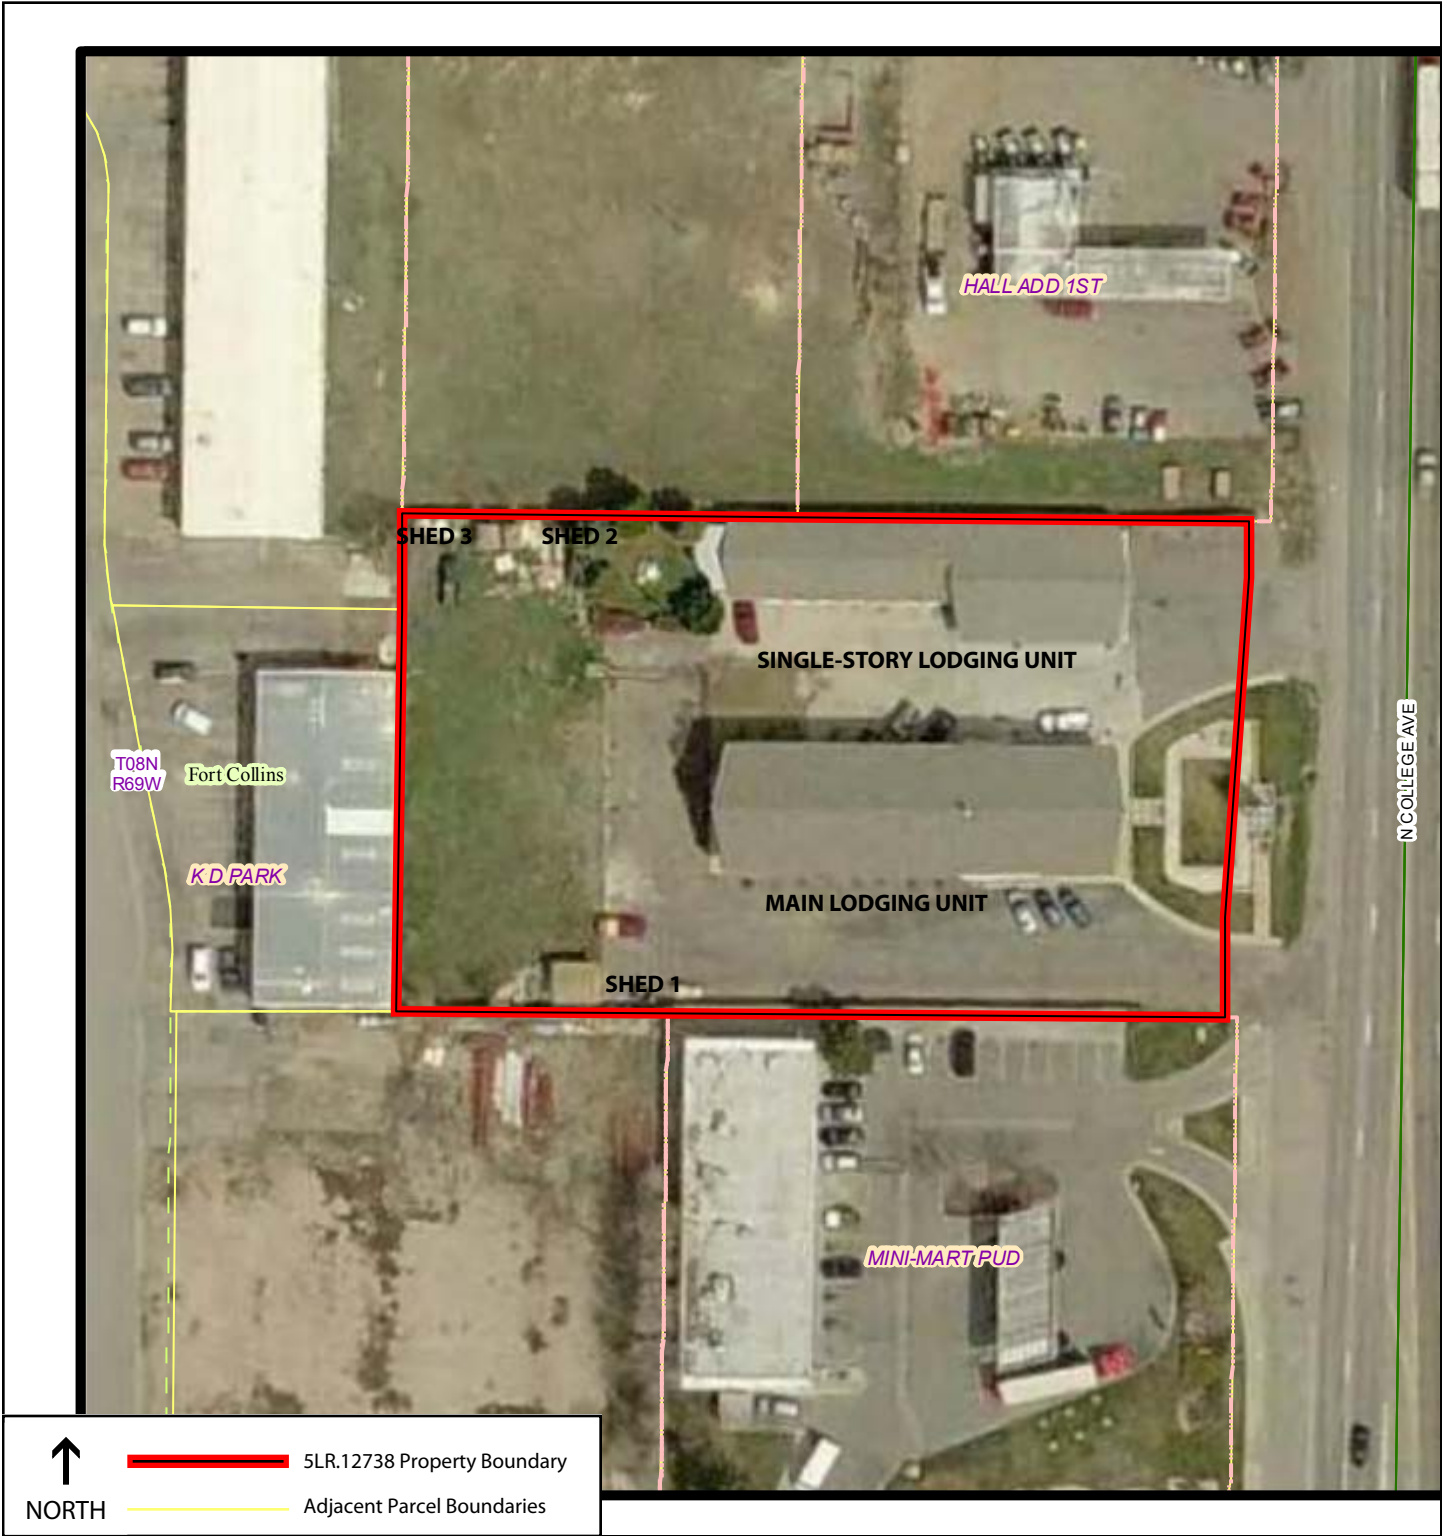 HALL ADD 1ST
SHED 3
SHED 2
SINGLE-STORY LODGING UNIT
N COLLEGE AVE
T08N
R69W
Fort Collins
K D PARK
MAIN LODGING UNIT
SHED 1
MINI-MART PUD
NORTH
5LR.12738 Property Boundary
Adjacent Parcel Boundaries